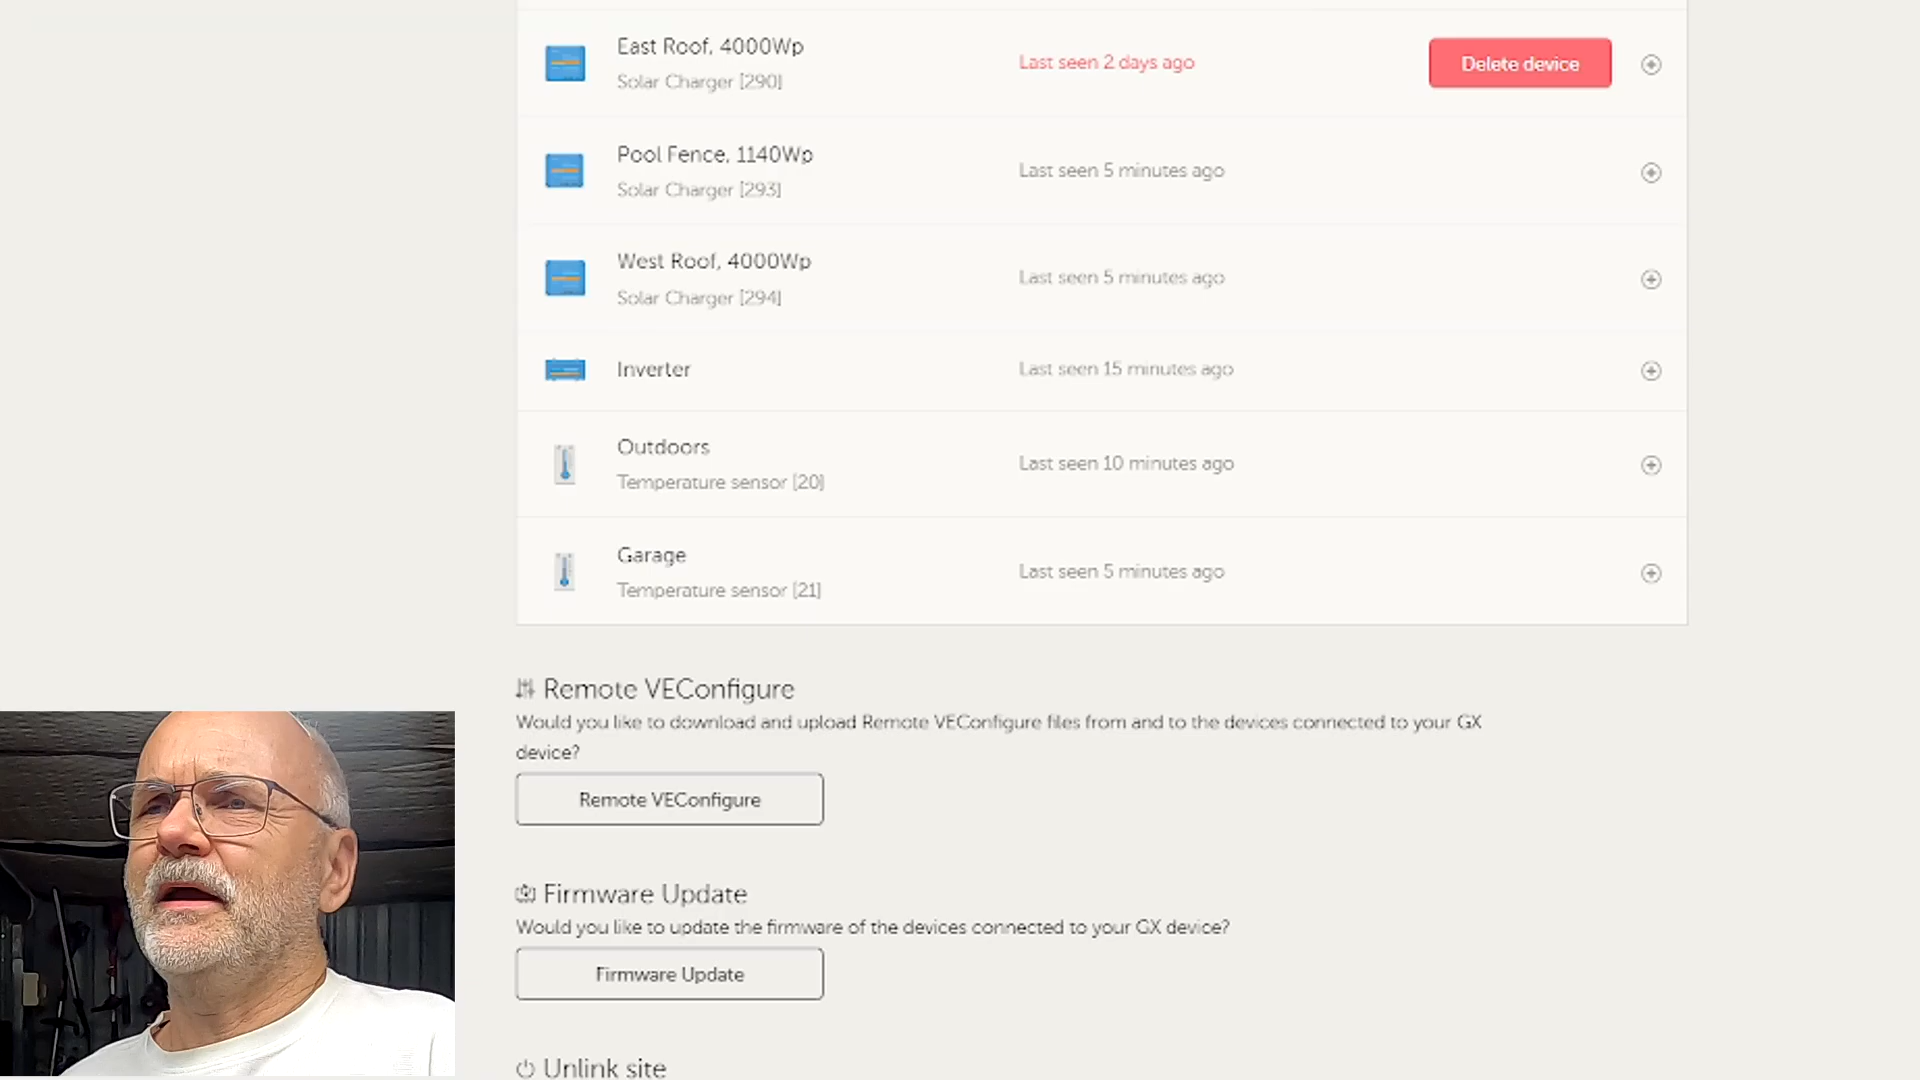 East Roof, 4000Wp
Solar Charger [290]
Last seen 2 days ago
Delete device
Pool Fence, 1140Wp
Solar Charger [293]
Last seen 5 minutes ago
West Roof, 4000Wp
Solar Charger [294]
Last seen 5 minutes ago
Inverter
Last seen 15 minutes ago
Outdoors
Temperature sensor [20]
Last seen 10 minutes ago
Garage
Temperature sensor [21]
Last seen 5 minutes ago
Remote VEConfigure
Would you like to download and upload Remote VEConfigure files from and to the devices connected to your GX
device?
Remote VEConfigure
Firmware Update
Would you like to update the firmware of the devices connected to your GX device?
Firmware Update
Unlink site